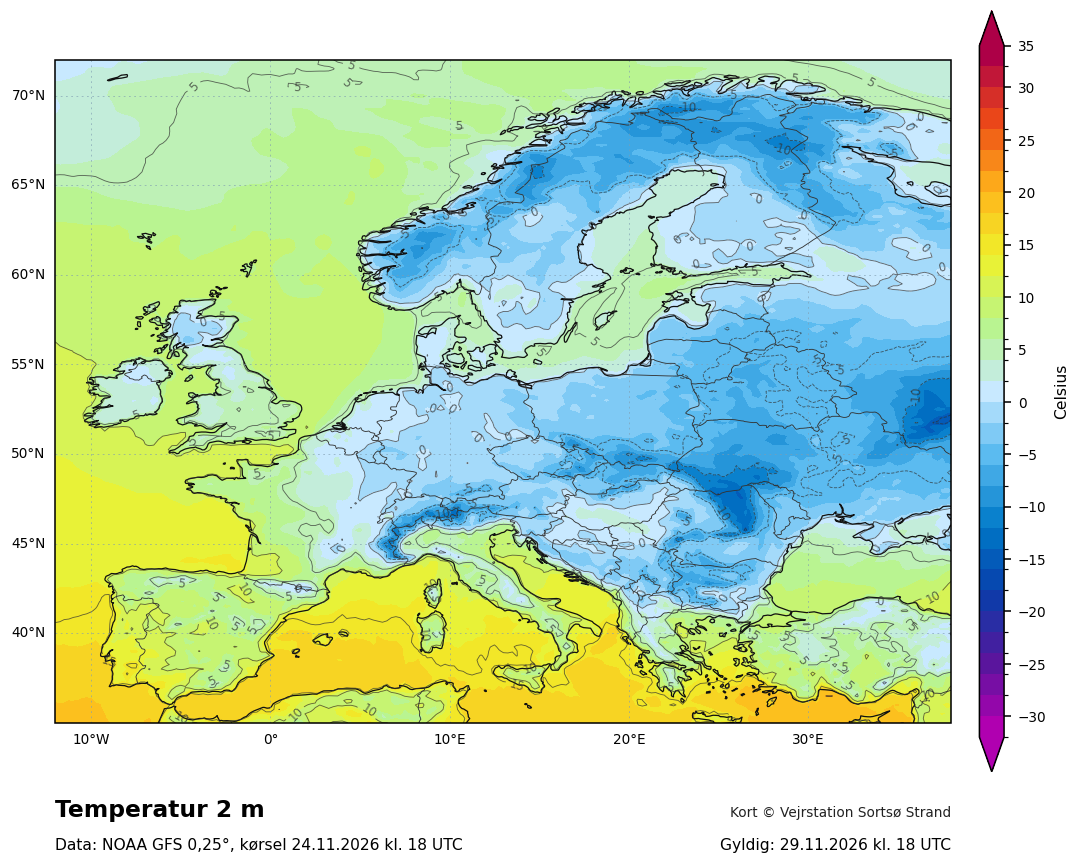 35
30
25
20
15
10
5
0
−5
−10
−15
−20
−25
−30
Celsius
70°N
65°N
60°N
55°N
50°N
45°N
40°N
10°W
0°
10°E
20°E
30°E
Temperatur 2 m
Kort © Vejrstation Sortsø Strand
Data: NOAA GFS 0,25°, kørsel 24.11.2026 kl. 18 UTC
Gyldig: 29.11.2026 kl. 18 UTC